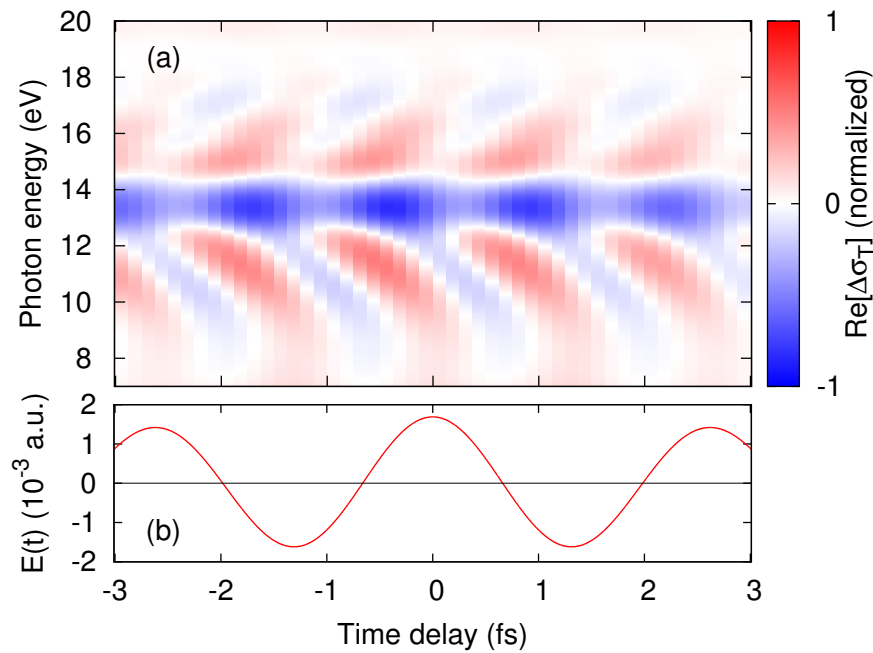 20
18
16
14
12
10
8
Photon energy (eV)
(a)
1
0
-1
Re[Δσ_T] (normalized)
2
1
0
-1
-2
E(t) (10⁻³ a.u.)
(b)
-3 -2 -1 0 1 2 3
Time delay (fs)